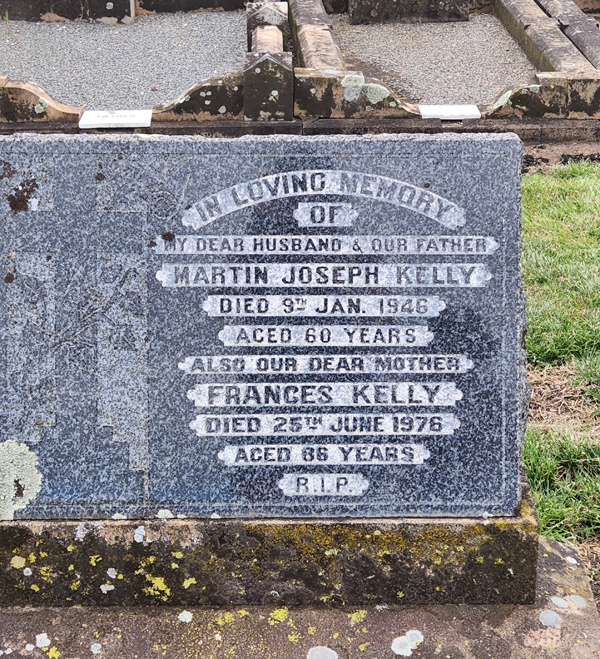 IN LOVING MEMORY
OF
MY DEAR HUSBAND & OUR FATHER
MARTIN JOSEPH KELLY
DIED 9TH JAN. 1946
AGED 60 YEARS
ALSO OUR DEAR MOTHER
FRANCES KELLY
DIED 25TH JUNE 1976
AGED 86 YEARS
R.I.P.